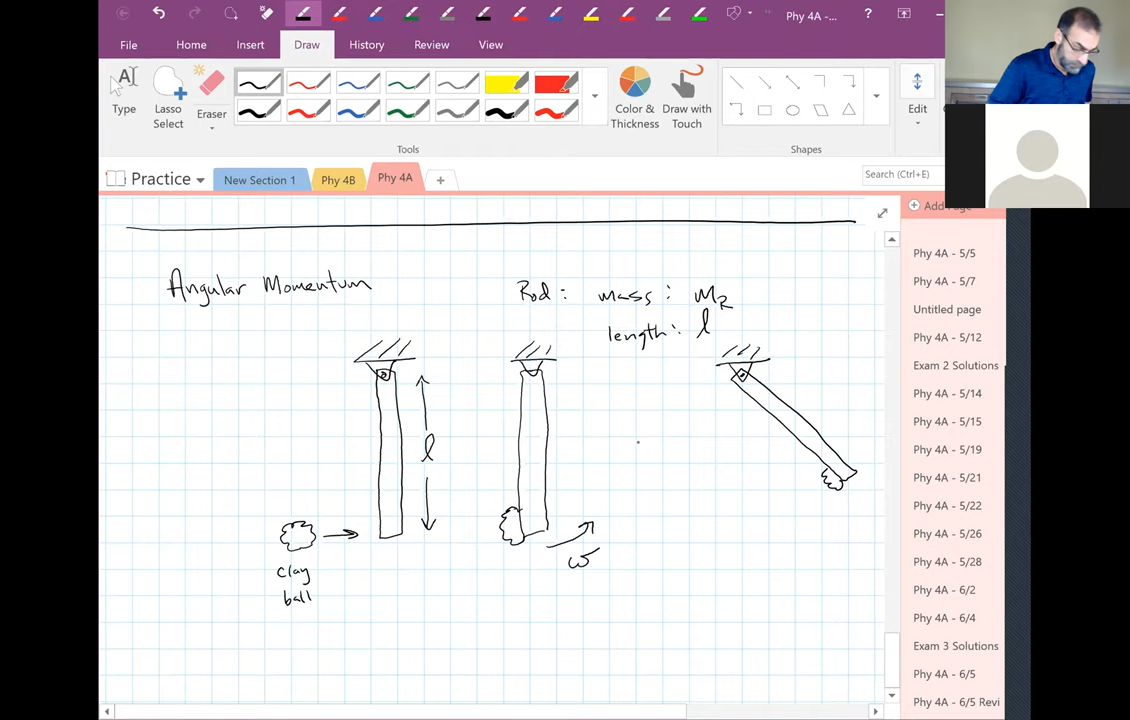 Phy 4A -...
?
File
Home
Insert
Draw
History
Review
View
Type
Lasso
Select
Eraser
Color &
Thickness
Draw with
Touch
Edit
Tools
Shapes
Practice
New Section 1
Phy 4B
Phy 4A
+
Search (Ctrl+E)
Add Page
Phy 4A - 5/5
Phy 4A - 5/7
Untitled page
Phy 4A - 5/12
Exam 2 Solutions
Phy 4A - 5/14
Phy 4A - 5/15
Phy 4A - 5/19
Phy 4A - 5/21
Phy 4A - 5/22
Phy 4A - 5/26
Phy 4A - 5/28
Phy 4A - 6/2
Phy 4A - 6/4
Exam 3 Solutions
Phy 4A - 6/5
Phy 4A - 6/5 Revi
Angular Momentum
Rod: mass: m_R
length: l
l
clay
ball
ω